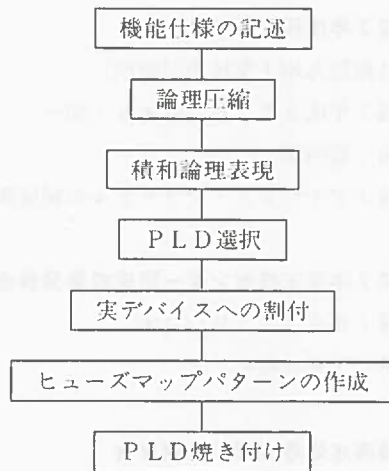 機能仕様の記述
論理圧縮
積和論理表現
ＰＬＤ選択
実デバイスへの割付
ヒューズマップパターンの作成
ＰＬＤ焼き付け